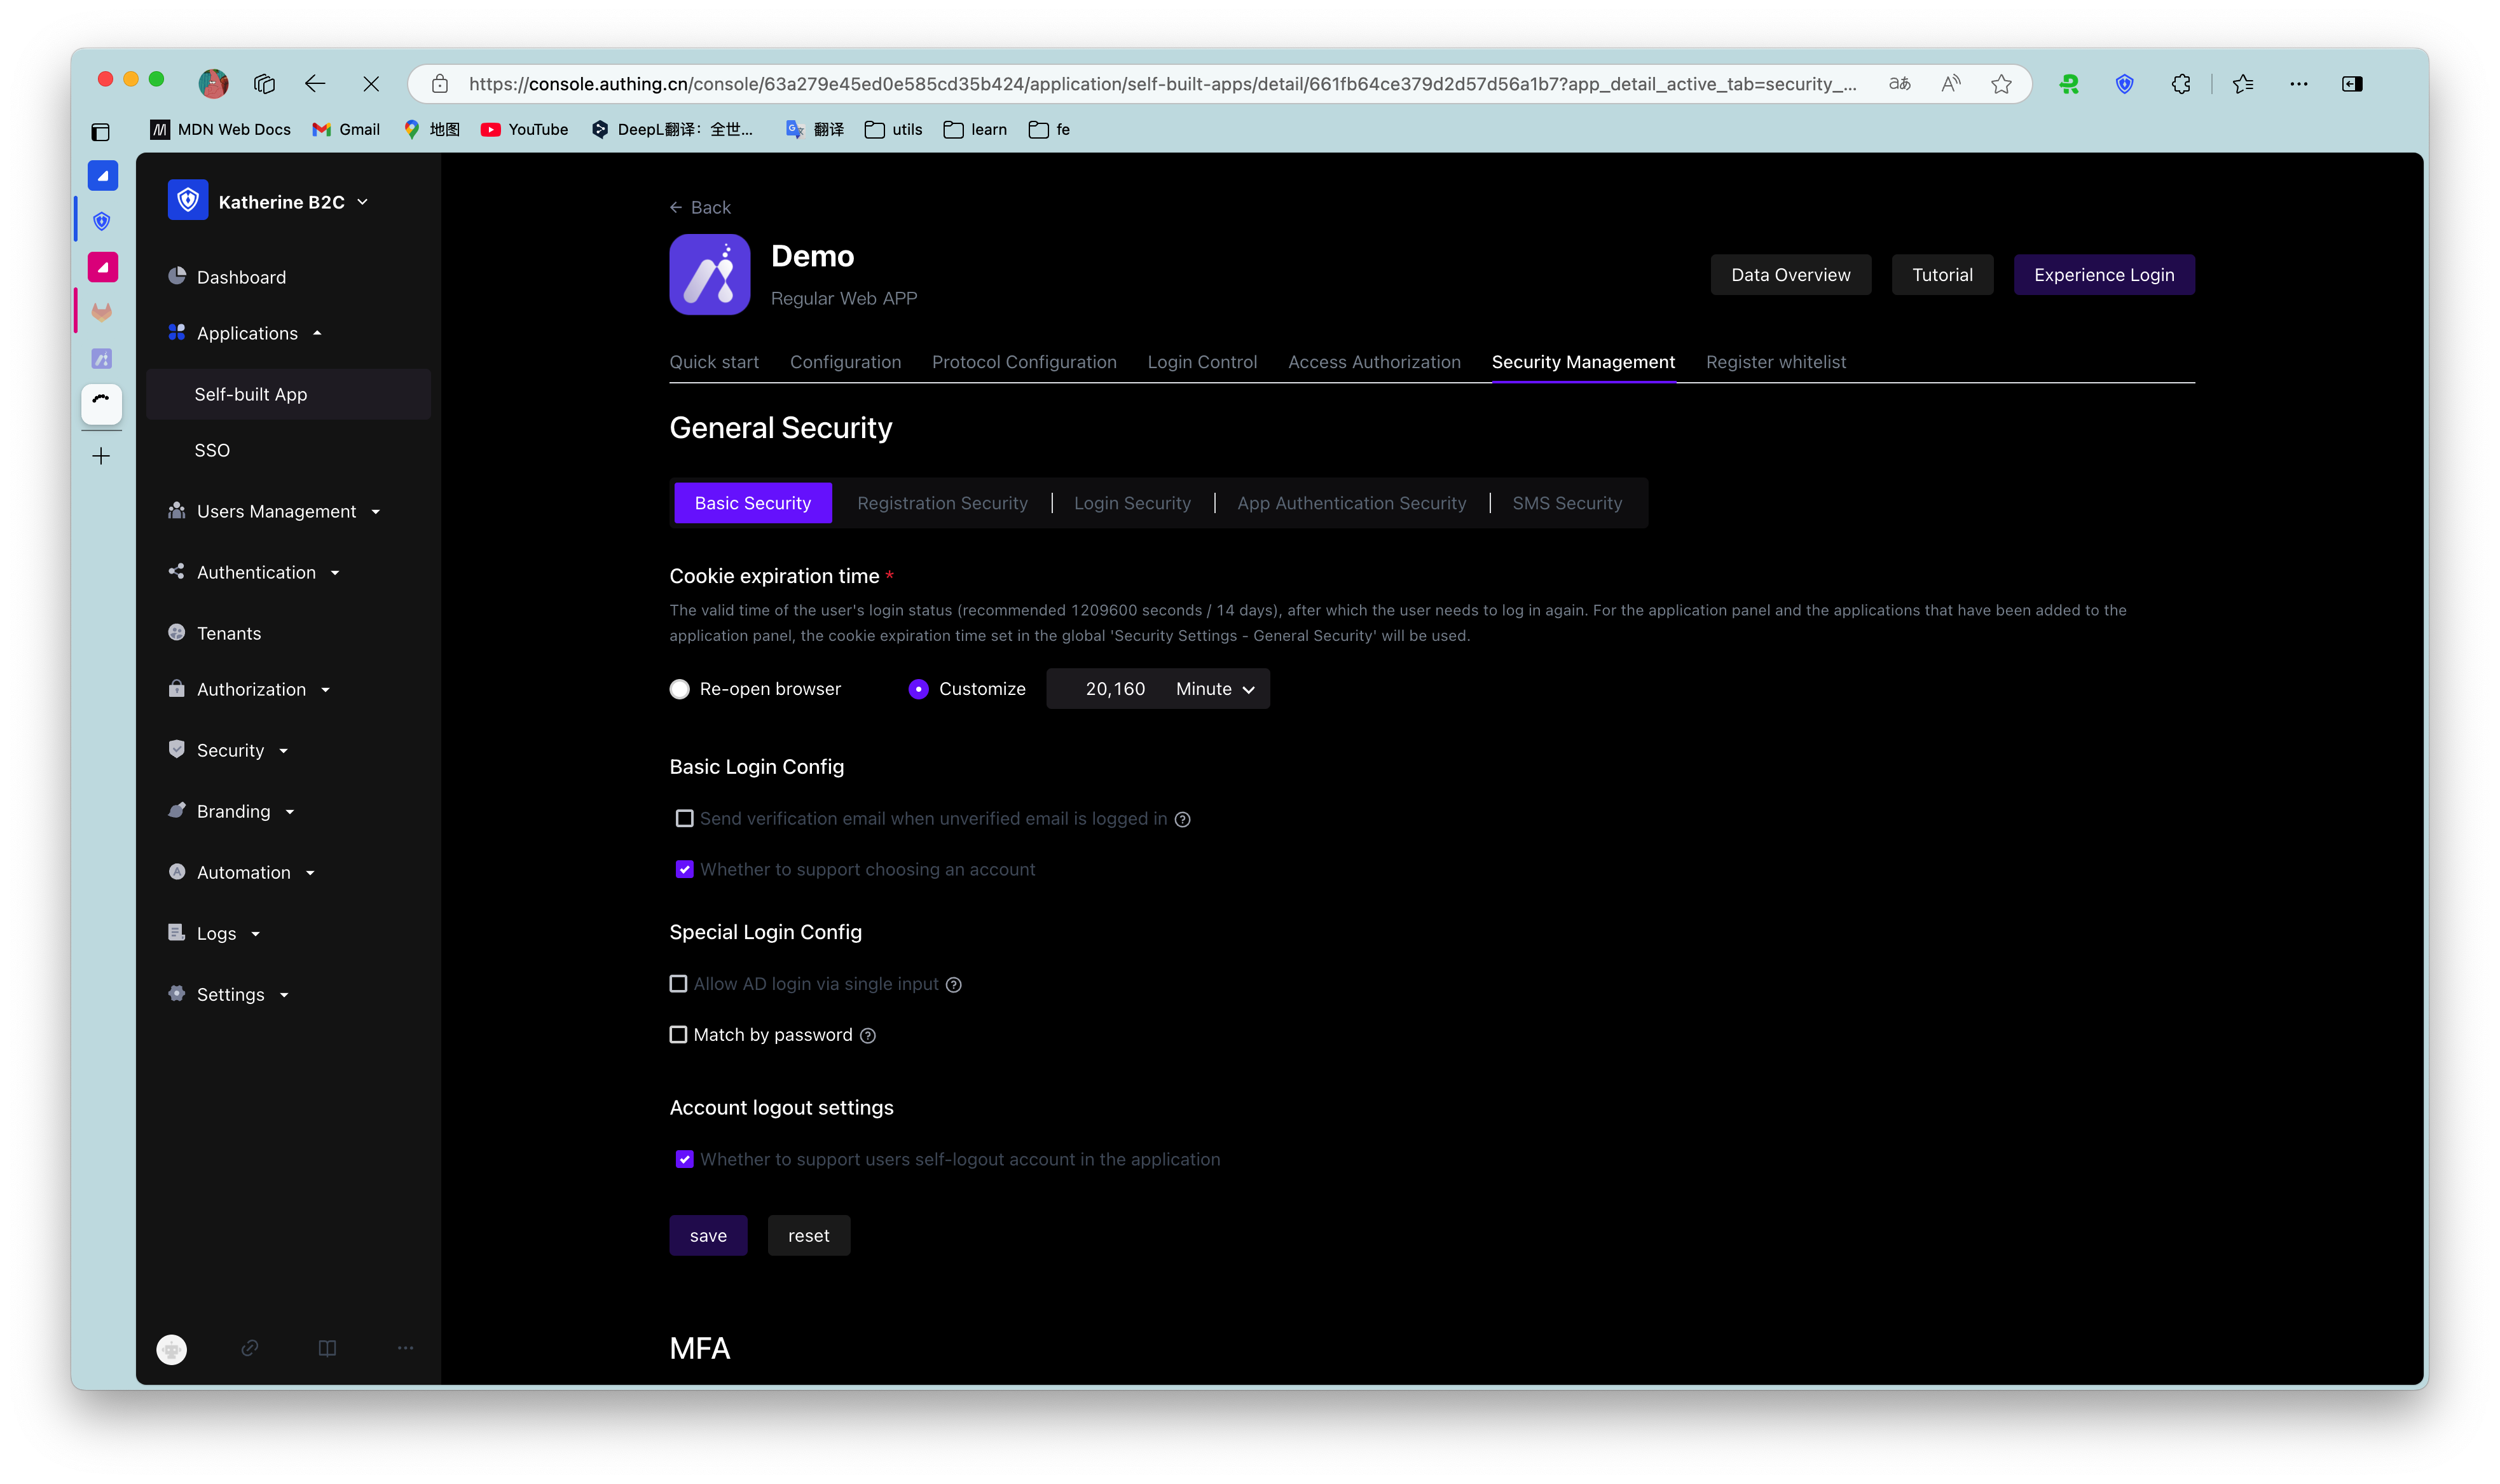 https://console.authing.cn/console/63a279e45ed0e585cd35b424/application/self-built-apps/detail/661fb64ce379d2d57d56a1b7?app_detail_active_tab=security_...
MDN Web Docs Gmail 地图 YouTube DeepL翻译：全世... 翻译 utils learn fe
Katherine B2C
Dashboard
Applications
Self-built App
SSO
Users Management
Authentication
Tenants
Authorization
Security
Branding
Automation
Logs
Settings
Back
Demo
Regular Web APP
Data Overview Tutorial Experience Login
Quick start Configuration Protocol Configuration Login Control Access Authorization Security Management Register whitelist
General Security
Basic Security Registration Security Login Security App Authentication Security SMS Security
Cookie expiration time *
The valid time of the user's login status (recommended 1209600 seconds / 14 days), after which the user needs to log in again. For the application panel and the applications that have been added to the
application panel, the cookie expiration time set in the global 'Security Settings - General Security' will be used.
Re-open browser Customize 20,160 Minute
Basic Login Config
Send verification email when unverified email is logged in
Whether to support choosing an account
Special Login Config
Allow AD login via single input
Match by password
Account logout settings
Whether to support users self-logout account in the application
save reset
MFA